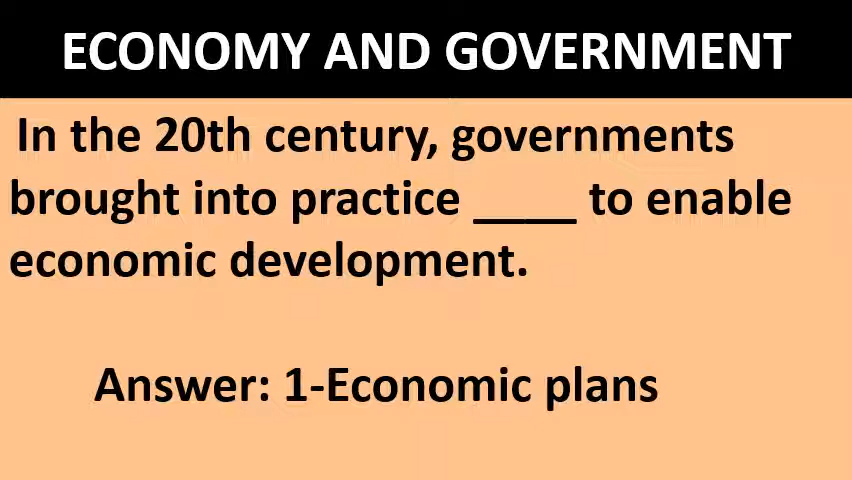 ECONOMY AND GOVERNMENT
In the 20th century, governments
brought into practice ____ to enable
economic development.
Answer: 1-Economic plans